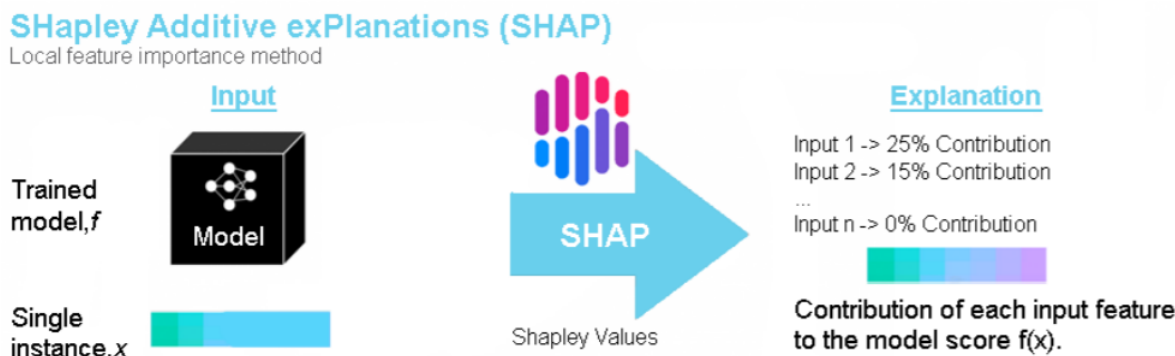 SHapley Additive exPlanations (SHAP)
Local feature importance method
Input
Explanation
Trained
model,f
Model
SHAP
Input 1 -> 25% Contribution
Input 2 -> 15% Contribution
...
Input n -> 0% Contribution
Single
instance,x
Shapley Values
Contribution of each input feature
to the model score f(x).